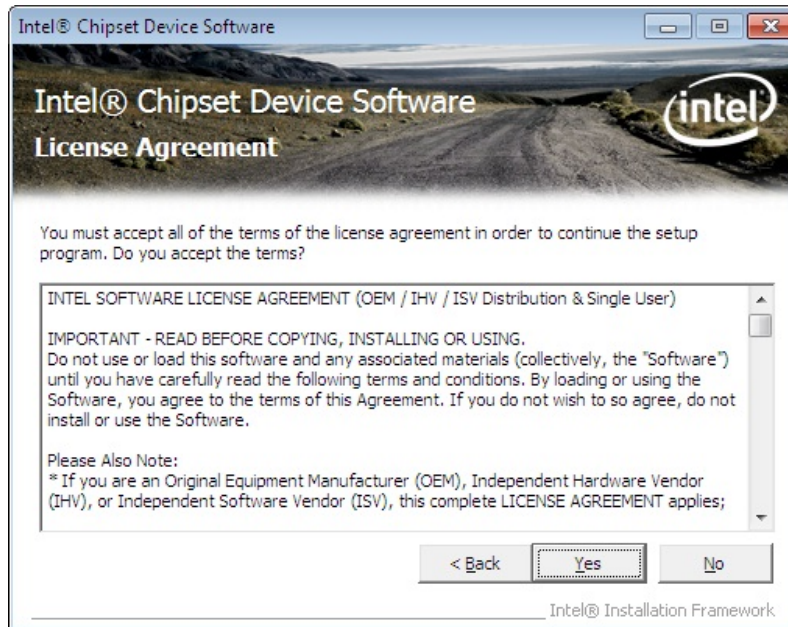 Intel® Chipset Device Software
Intel® Chipset Device Software
intel
License Agreement
You must accept all of the terms of the license agreement in order to continue the setup
program. Do you accept the terms?
INTEL SOFTWARE LICENSE AGREEMENT (OEM / IHV / ISV Distribution & Single User)
IMPORTANT - READ BEFORE COPYING, INSTALLING OR USING.
Do not use or load this software and any associated materials (collectively, the "Software")
until you have carefully read the following terms and conditions. By loading or using the
Software, you agree to the terms of this Agreement. If you do not wish to so agree, do not
install or use the Software.
Please Also Note:
* If you are an Original Equipment Manufacturer (OEM), Independent Hardware Vendor
(IHV), or Independent Software Vendor (ISV), this complete LICENSE AGREEMENT applies;
< Back Yes No
Intel® Installation Framework